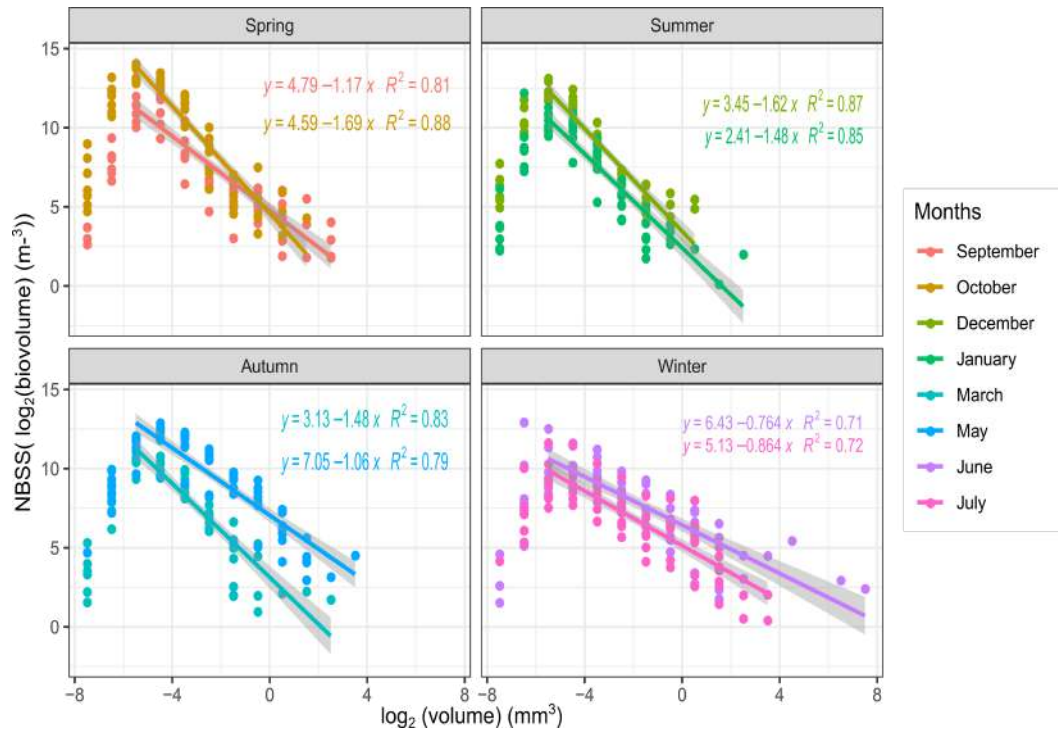 Spring
Summer
15
10
5
0
y = 4.79 –1.17 x R² = 0.81
y = 4.59 –1.69 x R² = 0.88
y = 3.45 –1.62 x R² = 0.87
y = 2.41 –1.48 x R² = 0.85
Autumn
Winter
15
10
5
0
y = 3.13 –1.48 x R² = 0.83
y = 7.05 –1.06 x R² = 0.79
y = 6.43 –0.764 x R² = 0.71
y = 5.13 –0.864 x R² = 0.72
–8 –4 0 4 8
–8 –4 0 4 8
log₂ (volume) (mm³)
NBSS( log₂(biovolume) (m-³))
Months
September
October
December
January
March
May
June
July